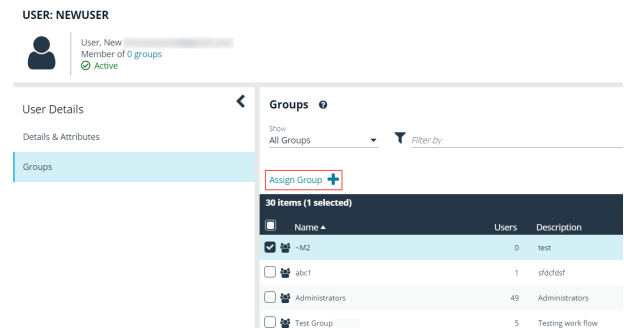 USER: NEWUSER
User, New
Member of 0 groups
Active
User Details
Details & Attributes
Groups
Groups
Show
All Groups
Filter by
Assign Group
30 items (1 selected)
Name Users Description
~M2 0 test
abc1 1 sfdcfdsf
Administrators 49 Administrators
Test Group 5 Testing work flow